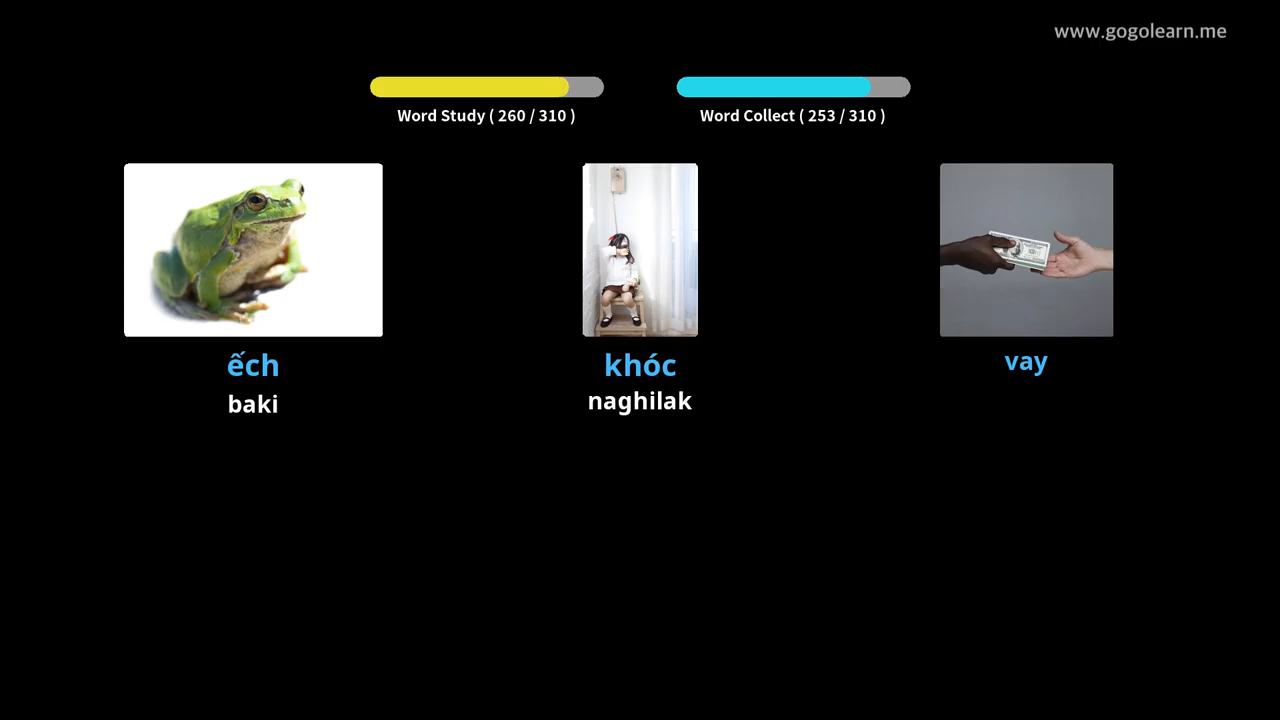 www.gogolearn.me
Word Study ( 260 / 310 )
Word Collect ( 253 / 310 )
ếch
baki
khóc
naghilak
vay